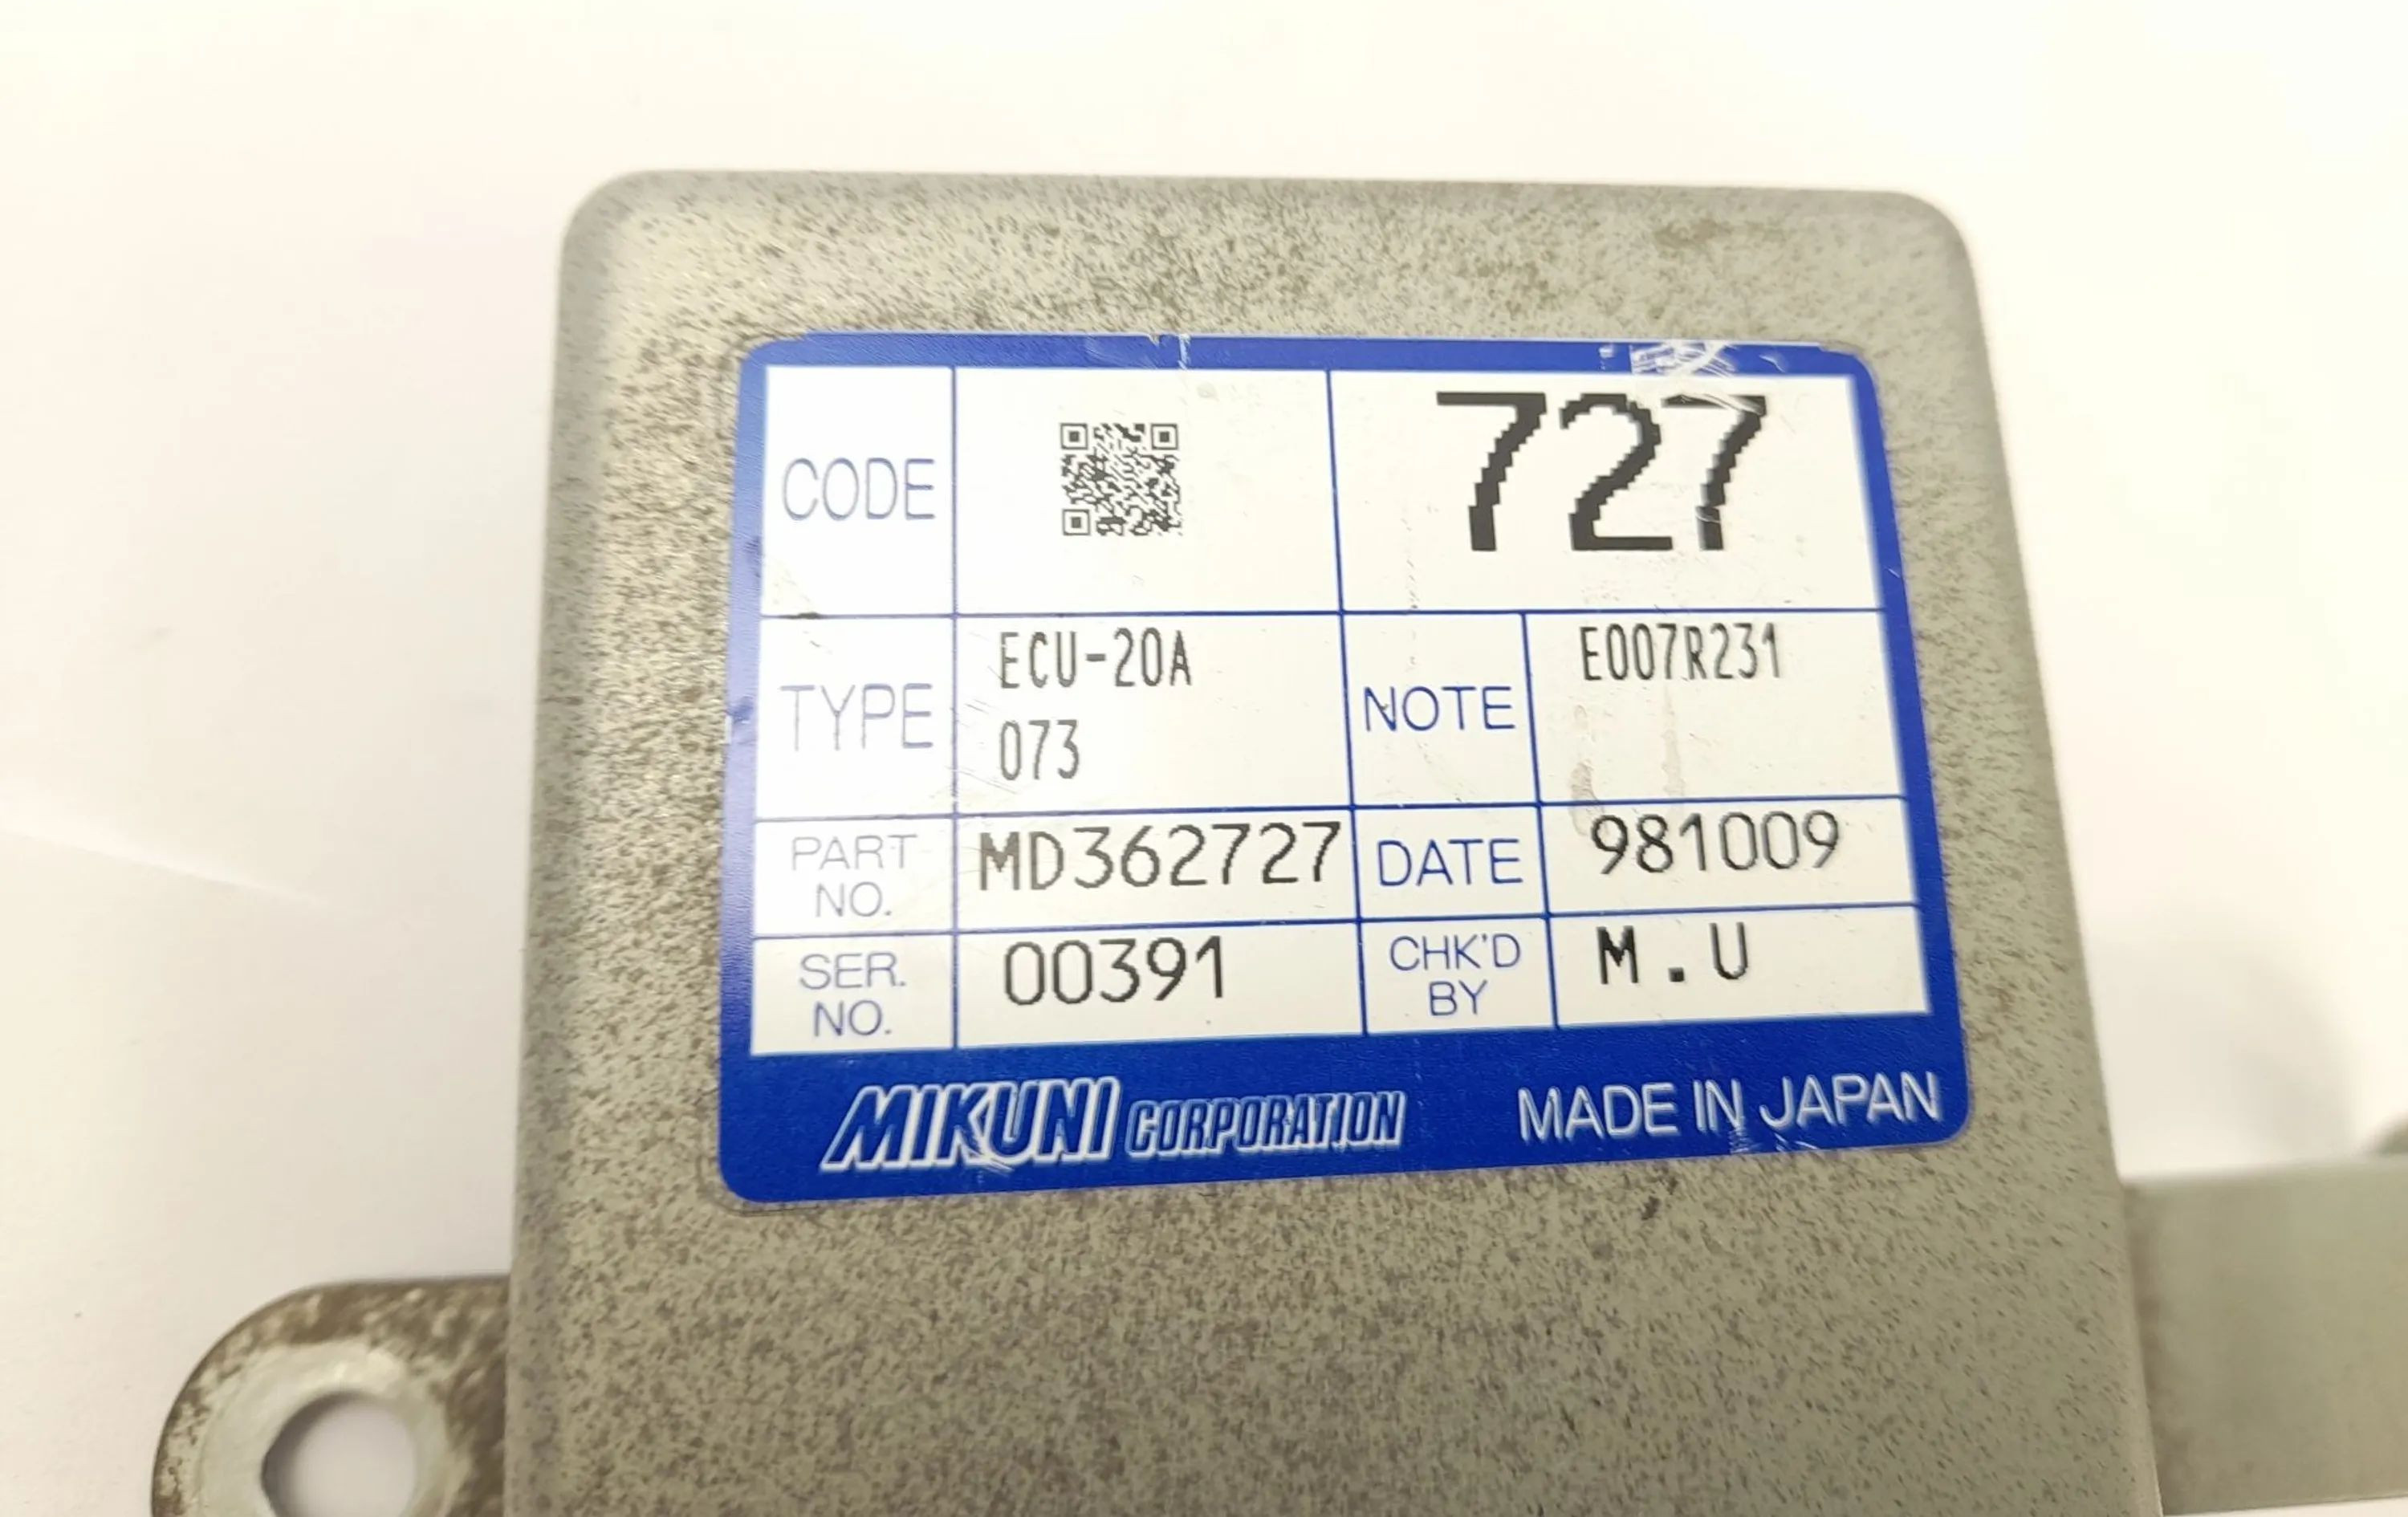 CODE 727
TYPE ECU-20A NOTE E007R231
073
PART NO. MD362727 DATE 981009
SER. NO. 00391 CHK'D BY M.U
MIKUNI CORPORATION MADE IN JAPAN